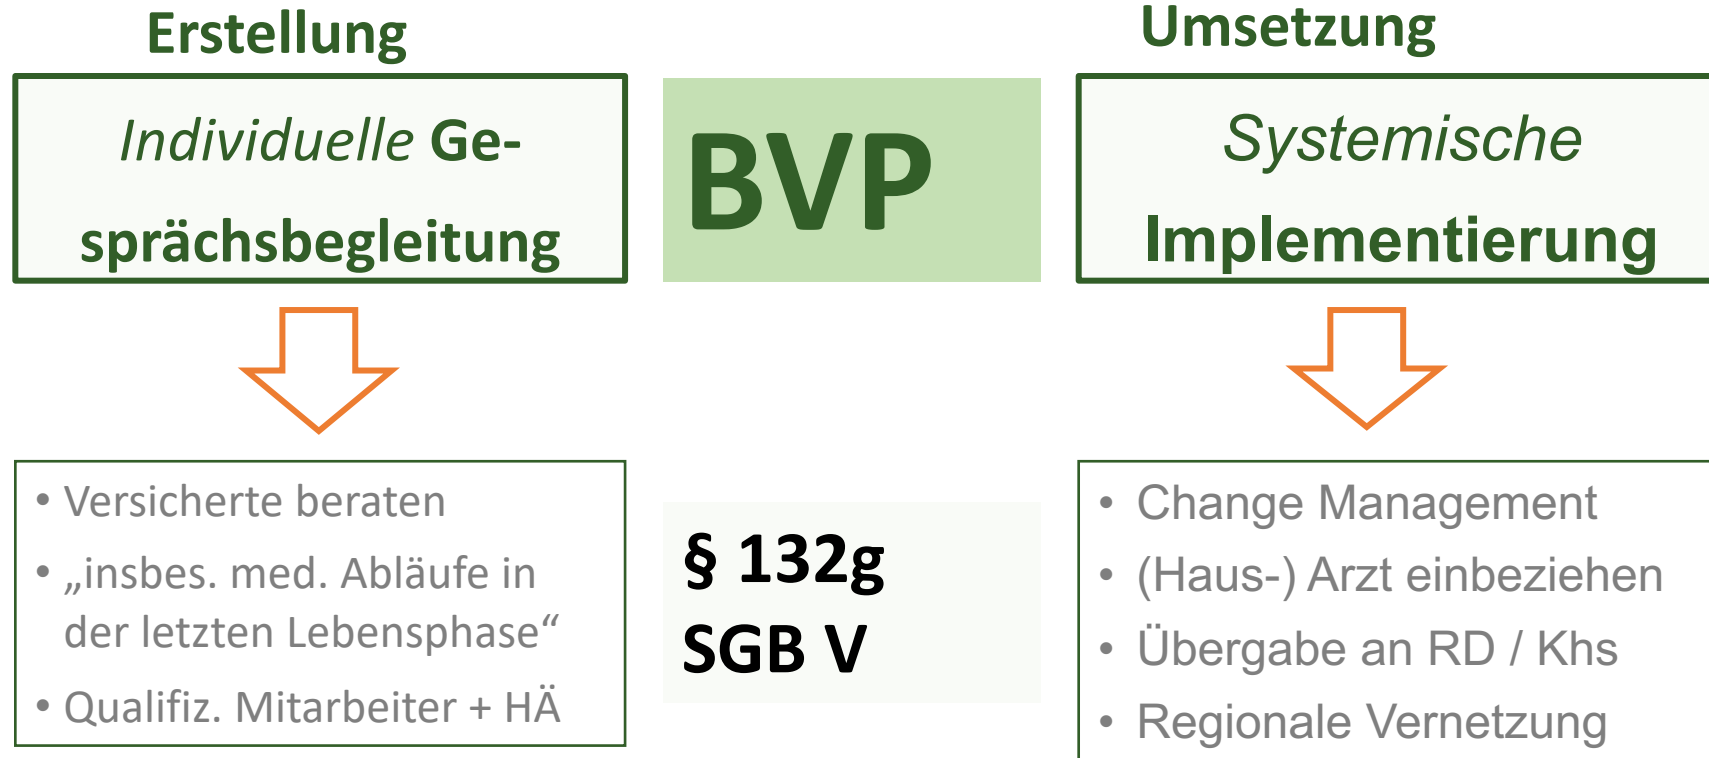 Erstellung
Individuelle Ge-
sprächsbegleitung
• Versicherte beraten
• „insbes. med. Abläufe in
der letzten Lebensphase“
• Qualifiz. Mitarbeiter + HÄ
BVP
§ 132g
SGB V
Umsetzung
Systemische
Implementierung
• Change Management
• (Haus-) Arzt einbeziehen
• Übergabe an RD / Khs
• Regionale Vernetzung